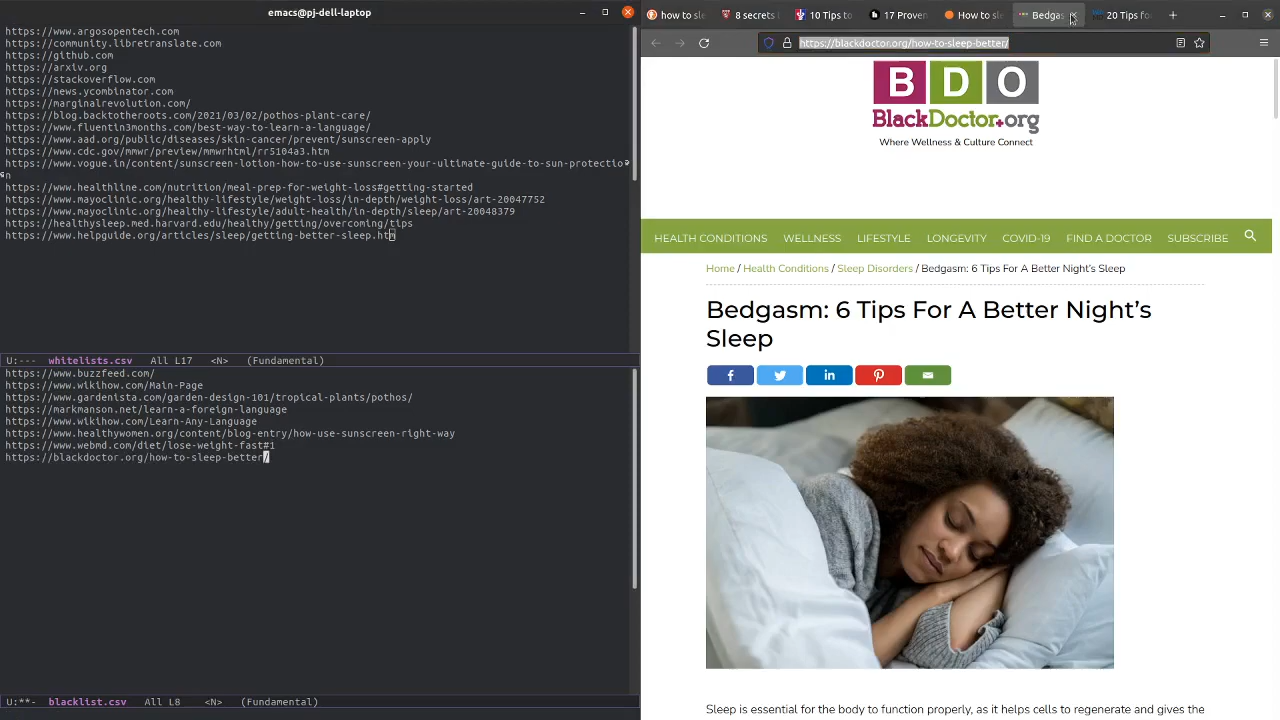 emacs@pj-dell-laptop
https://www.argosopentech.com
https://community.libretranslate.com
https://github.com
https://arxiv.org
https://stackoverflow.com
https://news.ycombinator.com
https://marginalrevolution.com/
https://blog.backtotheroots.com/2021/03/02/pothos-plant-care/
https://www.fluentin3months.com/best-way-to-learn-a-language/
https://www.aad.org/public/diseases/skin-cancer/prevent/sunscreen-apply
https://www.cdc.gov/mmwr/preview/mmwrhtml/rr5104a3.htm
https://www.vogue.in/content/sunscreen-lotion-how-to-use-sunscreen-your-ultimate-guide-to-sun-protectio
n
https://www.healthline.com/nutrition/meal-prep-for-weight-loss#getting-started
https://www.mayoclinic.org/healthy-lifestyle/weight-loss/in-depth/weight-loss/art-20047752
https://www.mayoclinic.org/healthy-lifestyle/adult-health/in-depth/sleep/art-20048379
https://healthysleep.med.harvard.edu/healthy/getting/overcoming/tips
https://www.helpguide.org/articles/sleep/getting-better-sleep.htm
U:--- whitelists.csv All L17 <N> (Fundamental)
https://www.buzzfeed.com/
https://www.wikihow.com/Main-Page
https://www.gardenista.com/garden-design-101/tropical-plants/pothos/
https://markmanson.net/learn-a-foreign-language
https://www.wikihow.com/Learn-Any-Language
https://www.healthywomen.org/content/blog-entry/how-use-sunscreen-right-way
https://www.webmd.com/diet/lose-weight-fast#1
https://blackdoctor.org/how-to-sleep-better/
U:**- blacklist.csv All L8 <N> (Fundamental)
how to sle 8 secrets 10 Tips to 17 Proven How to sle Bedgas 20 Tips for
https://blackdoctor.org/how-to-sleep-better/
B D O
BlackDoctor.org
Where Wellness & Culture Connect
HEALTH CONDITIONS WELLNESS LIFESTYLE LONGEVITY COVID-19 FIND A DOCTOR SUBSCRIBE
Home / Health Conditions / Sleep Disorders / Bedgasm: 6 Tips For A Better Night's Sleep
Bedgasm: 6 Tips For A Better Night's
Sleep
Sleep is essential for the body to function properly, as it helps cells to regenerate and gives the